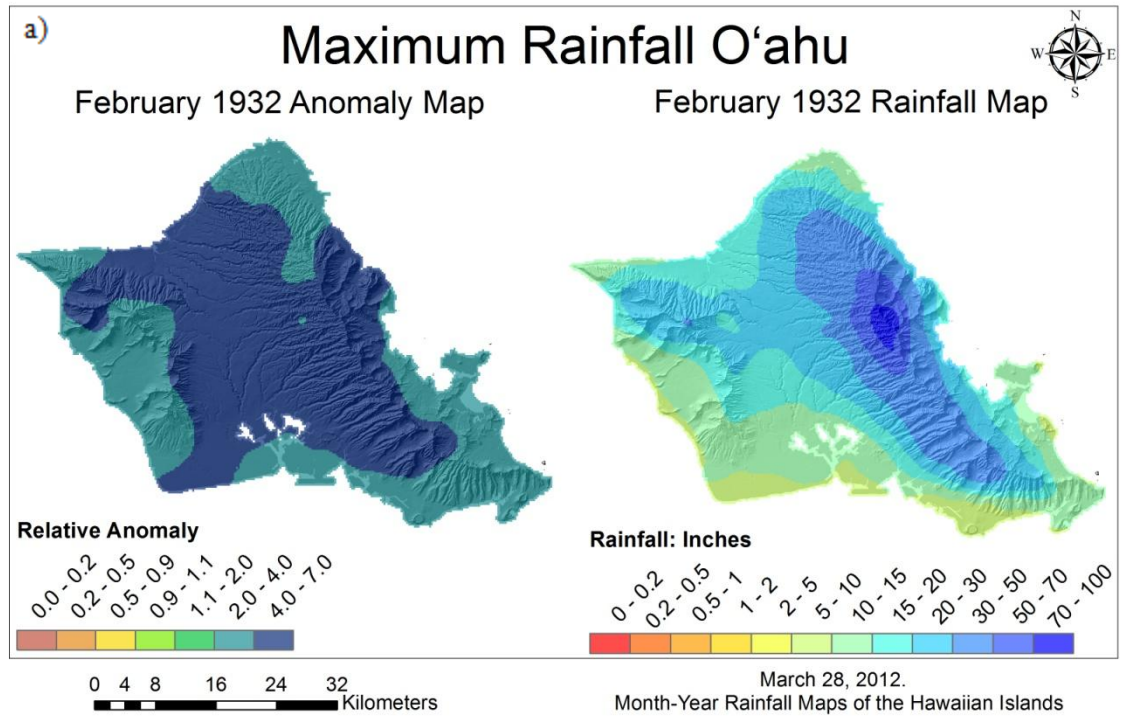 a)
Maximum Rainfall Oʻahu
N
W E
S
February 1932 Anomaly Map
February 1932 Rainfall Map
Relative Anomaly
0.0 - 0.2
0.2 - 0.5
0.5 - 0.9
0.9 - 1.1
1.1 - 2.0
2.0 - 4.0
4.0 - 7.0
Rainfall: Inches
0 - 0.2
0.2 - 0.5
0.5 - 1
1 - 2
2 - 5
5 - 10
10 - 15
15 - 20
20 - 30
30 - 50
50 - 70
70 - 100
0 4 8 16 24 32
Kilometers
March 28, 2012.
Month-Year Rainfall Maps of the Hawaiian Islands